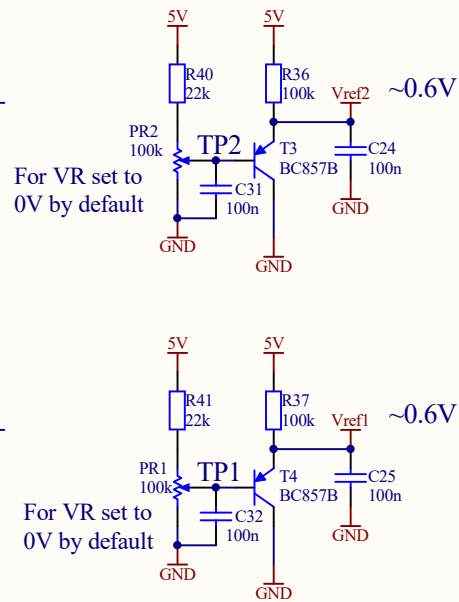 5V
5V
R40
22k
R36
100k
Vref2
~0.6V
PR2
100k
TP2
T3
BC857B
C24
100n
For VR set to
0V by default
C31
100n
GND
GND
GND
5V
5V
R41
22k
R37
100k
Vref1
~0.6V
PR1
100k
TP1
T4
BC857B
C25
100n
For VR set to
0V by default
C32
100n
GND
GND
GND